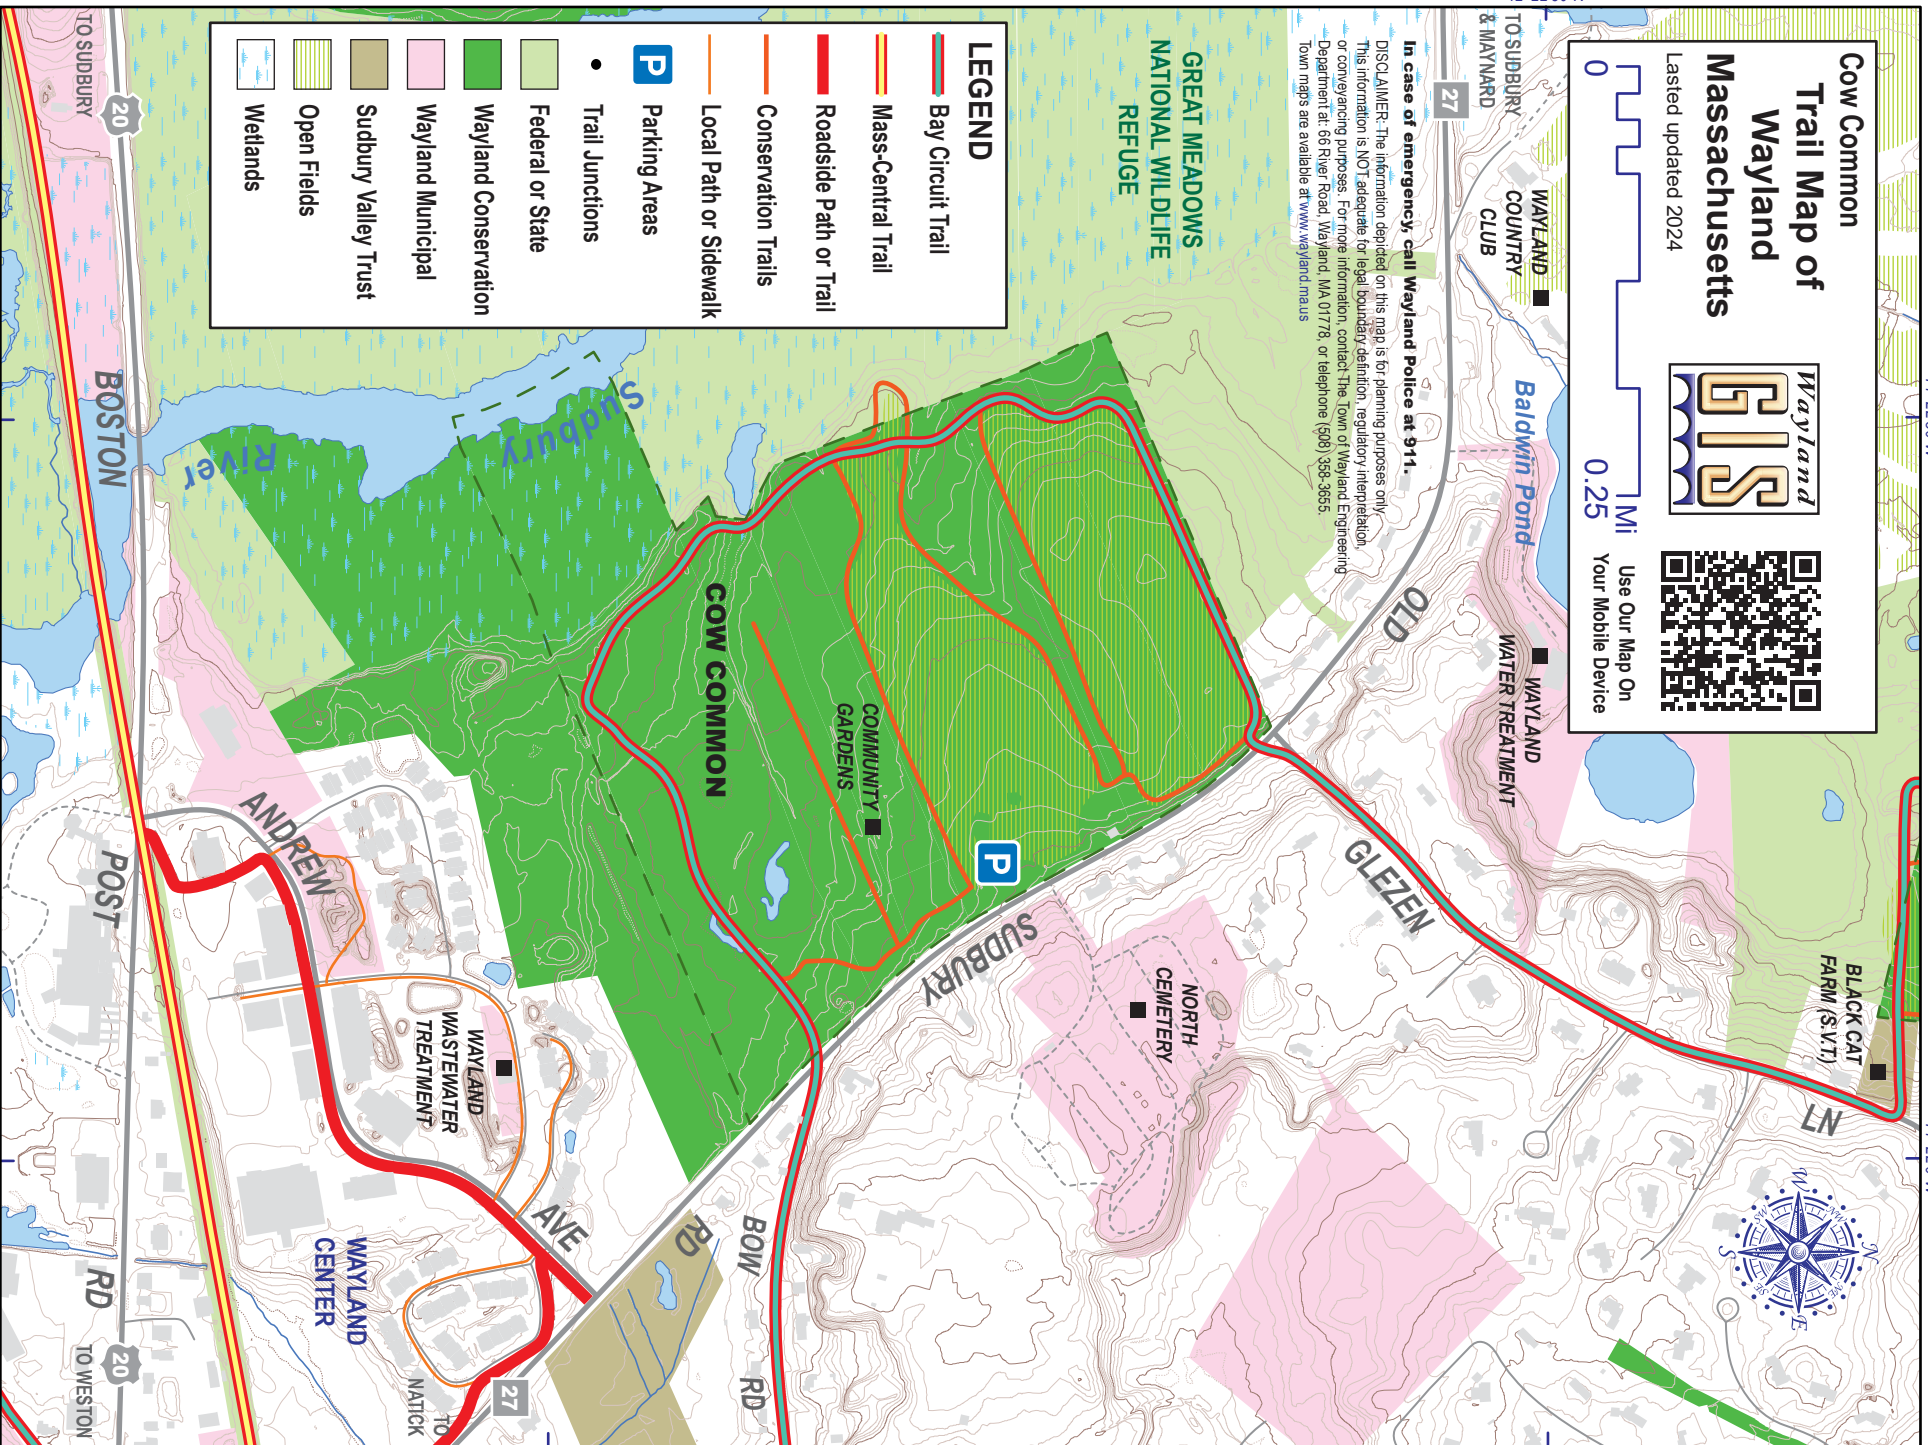 Cow Common
Trail Map of
Wayland
Massachusetts
Lasted updated 2024
0
0.25
Mi
Wayland
GIS
Use Our Map On
Your Mobile Device
TO SUDBURY
& MAYNARD
27
WAYLAND
COUNTRY
CLUB
In case of emergency, call Wayland Police at 911.
DISCLAIMER: The information depicted on this map is for planning purposes only.
This information is NOT adequate for legal boundary definition, regulatory interpretation,
or conveyancing purposes. For more information, contact The Town of Wayland Engineering
Department at: 66 River Road, Wayland, MA 01778, or telephone (508) 358-3655.
Town maps are available at www.wayland.ma.us
GREAT MEADOWS
NATIONAL WILDLIFE
REFUGE
LEGEND
Bay Circuit Trail
Mass-Central Trail
Roadside Path or Trail
Conservation Trails
Local Path or Sidewalk
P
Parking Areas
Trail Junctions
Federal or State
Wayland Conservation
Wayland Municipal
Sudbury Valley Trust
Open Fields
Wetlands
TO SUDBURY
20
BOSTON
POST
RD
20
TO WESTON
Sudbury
River
Baldwin Pond
WAYLAND
WATER TREATMENT
OLD
SUDBURY
RD
GLEZEN
LN
BLACK CAT
FARM (S.V.T)
COW COMMON
COMMUNITY
GARDENS
P
NORTH
CEMETERY
BOW
RD
ANDREW
AVE
WAYLAND
WASTEWATER
TREATMENT
WAYLAND
CENTER
27
TO
NATICK
N
NE
E
SE
S
SW
W
NW